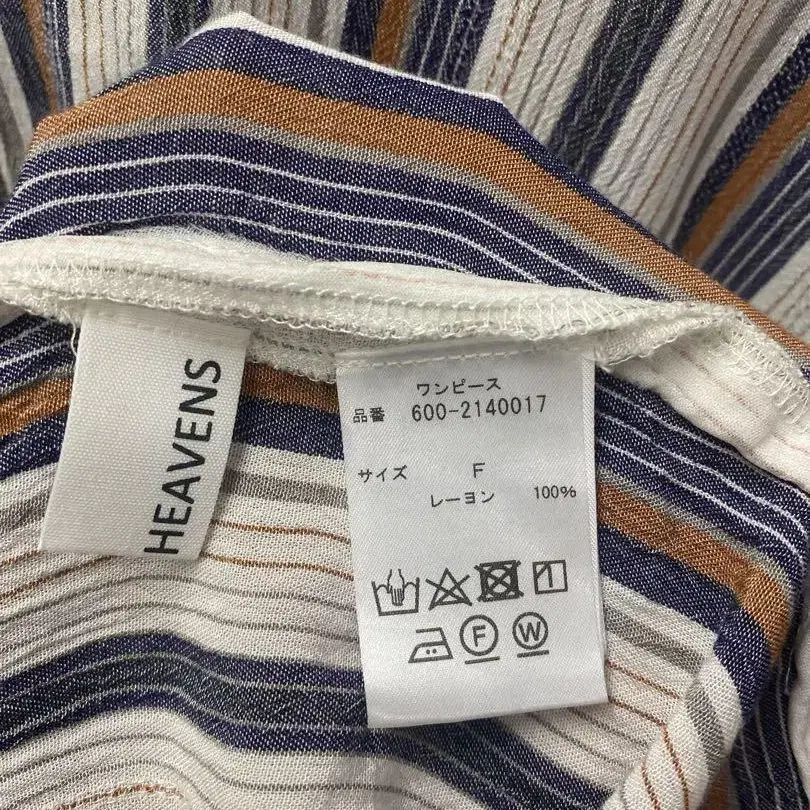 HEAVENS
ワンピース
品番 600-2140017
サイズ F
レーヨン 100%
F W